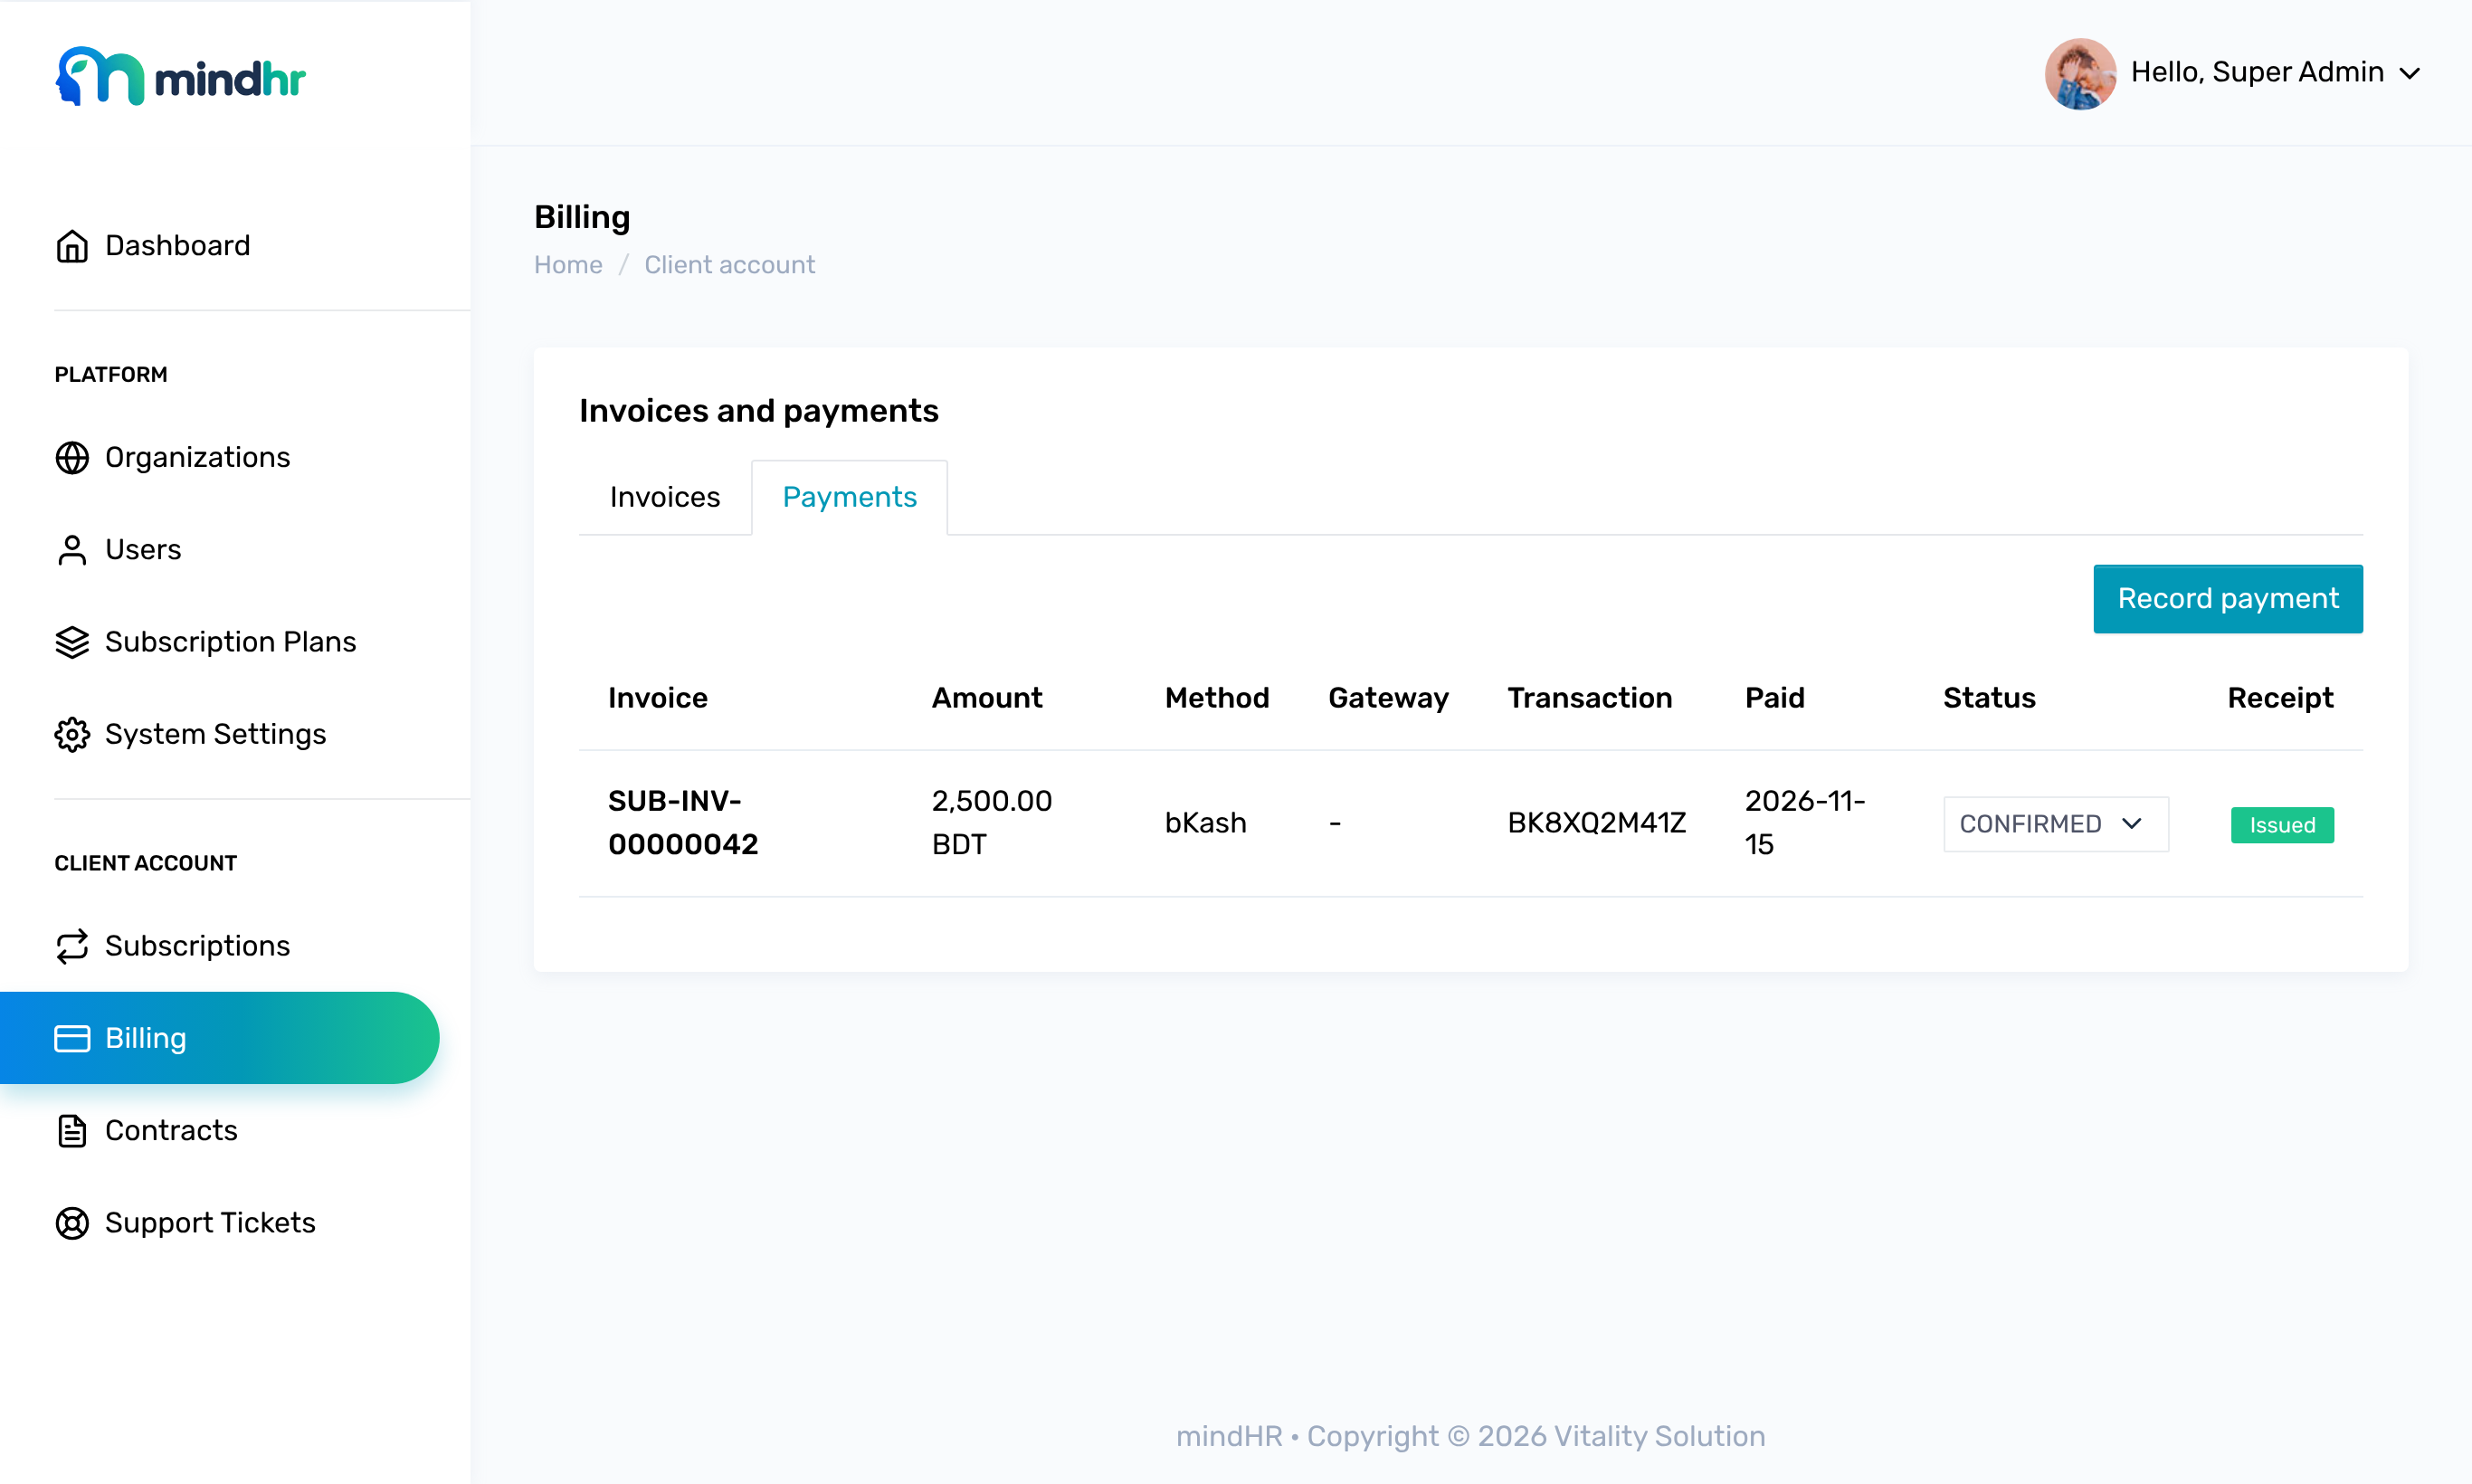 mindhr
Hello, Super Admin
Dashboard
PLATFORM
Organizations
Users
Subscription Plans
System Settings
CLIENT ACCOUNT
Subscriptions
Billing
Contracts
Support Tickets
Billing
Home / Client account
Invoices and payments
Invoices Payments
Record payment
Invoice Amount Method Gateway Transaction Paid Status Receipt
SUB-INV-
00000042
2,500.00
BDT
bKash
-
BK8XQ2M41Z
2026-11-
15
CONFIRMED
Issued
mindHR • Copyright © 2026 Vitality Solution